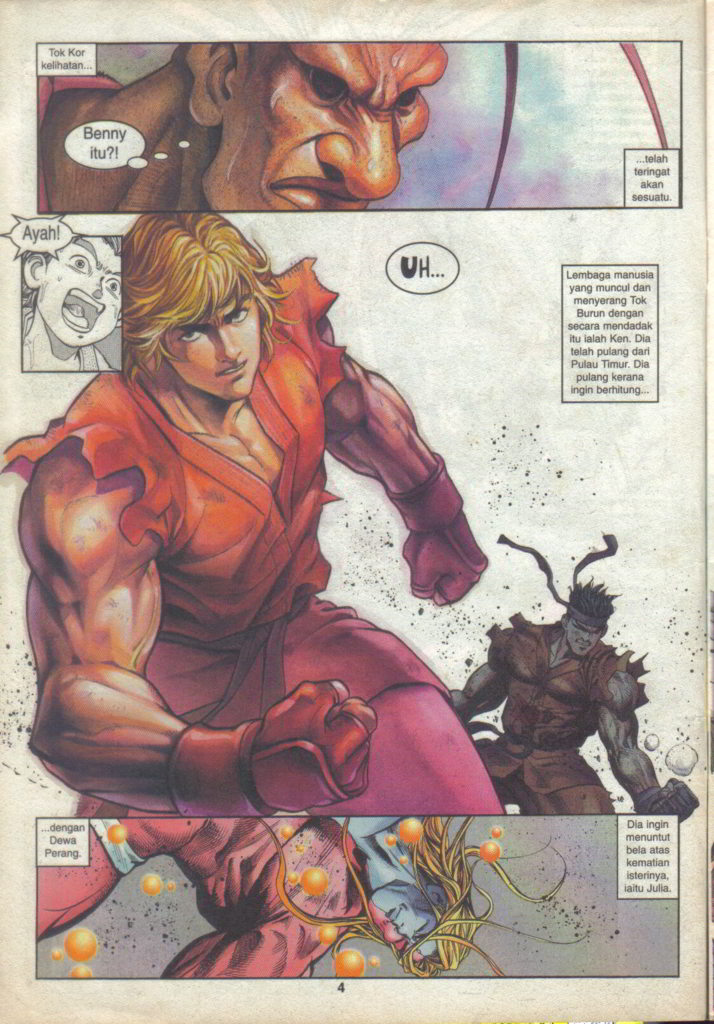 Tok Kor
kelihatan...
Benny
itu?!
...telah
teringat
akan
sesuatu.
Ayah!
UH...
Lembaga manusia
yang muncul dan
menyerang Tok
Burun dengan
secara mendadak
itu ialah Ken. Dia
telah pulang dari
Pulau Timur. Dia
pulang kerana
ingin berhitung...
...dengan
Dewa
Perang.
Dia ingin
menuntut
bela atas
kematian
isterinya,
iaitu Julia.
4